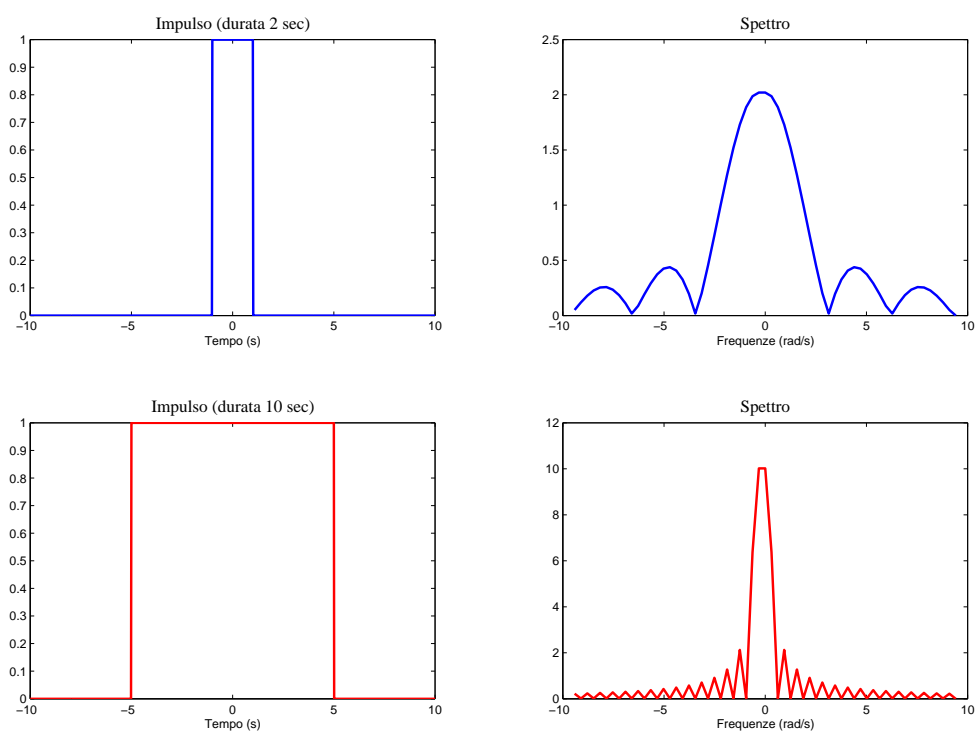 Impulso (durata 2 sec)
1
0.9
0.8
0.7
0.6
0.5
0.4
0.3
0.2
0.1
0
−10 −5 0 5 10
Tempo (s)
Spettro
2.5
2
1.5
1
0.5
0
−10 −5 0 5 10
Frequenze (rad/s)
Impulso (durata 10 sec)
1
0.9
0.8
0.7
0.6
0.5
0.4
0.3
0.2
0.1
0
−10 −5 0 5 10
Tempo (s)
Spettro
12
10
8
6
4
2
0
−10 −5 0 5 10
Frequenze (rad/s)